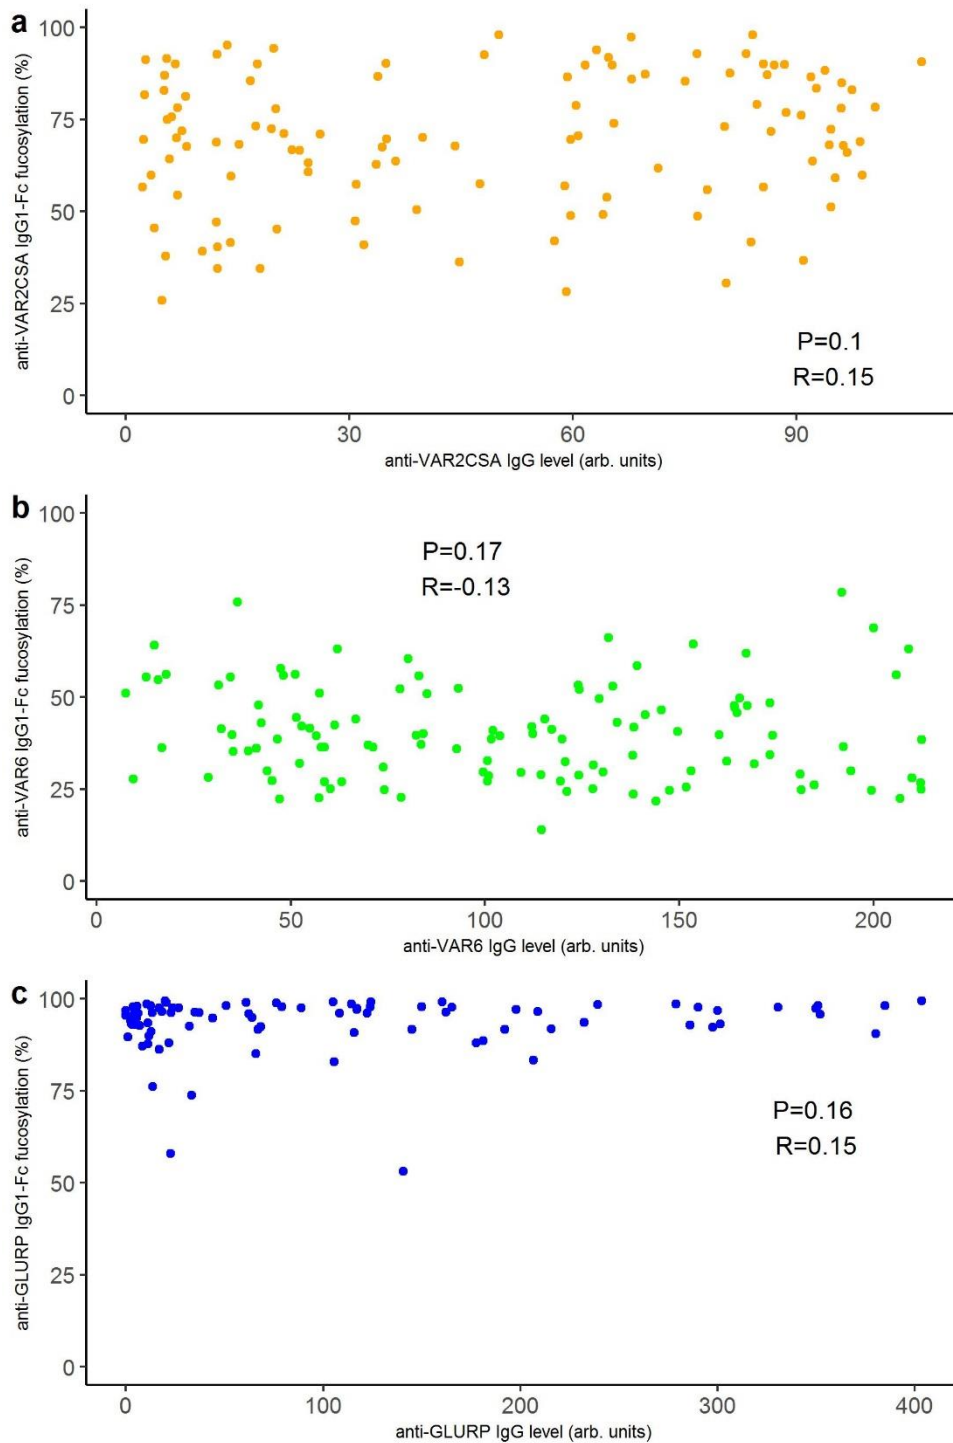 a
anti-VAR2CSA IgG1-Fc fucosylation (%)
100
75
50
25
0
P=0.1
R=0.15
0 30 60 90
anti-VAR2CSA IgG level (arb. units)
b
anti-VAR6 IgG1-Fc fucosylation (%)
100
75
50
25
0
P=0.17
R=-0.13
0 50 100 150 200
anti-VAR6 IgG level (arb. units)
c
anti-GLURP IgG1-Fc fucosylation (%)
100
75
50
25
0
P=0.16
R=0.15
0 100 200 300 400
anti-GLURP IgG level (arb. units)